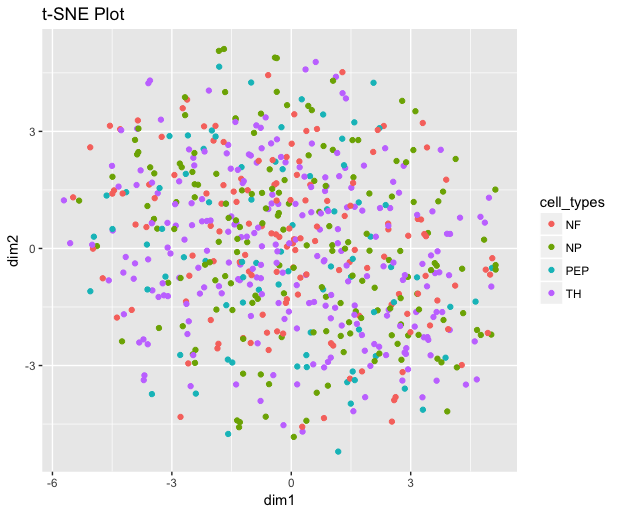 t-SNE Plot
3
0
-3
dim2
-6
-3
0
3
dim1
cell_types
NF
NP
PEP
TH